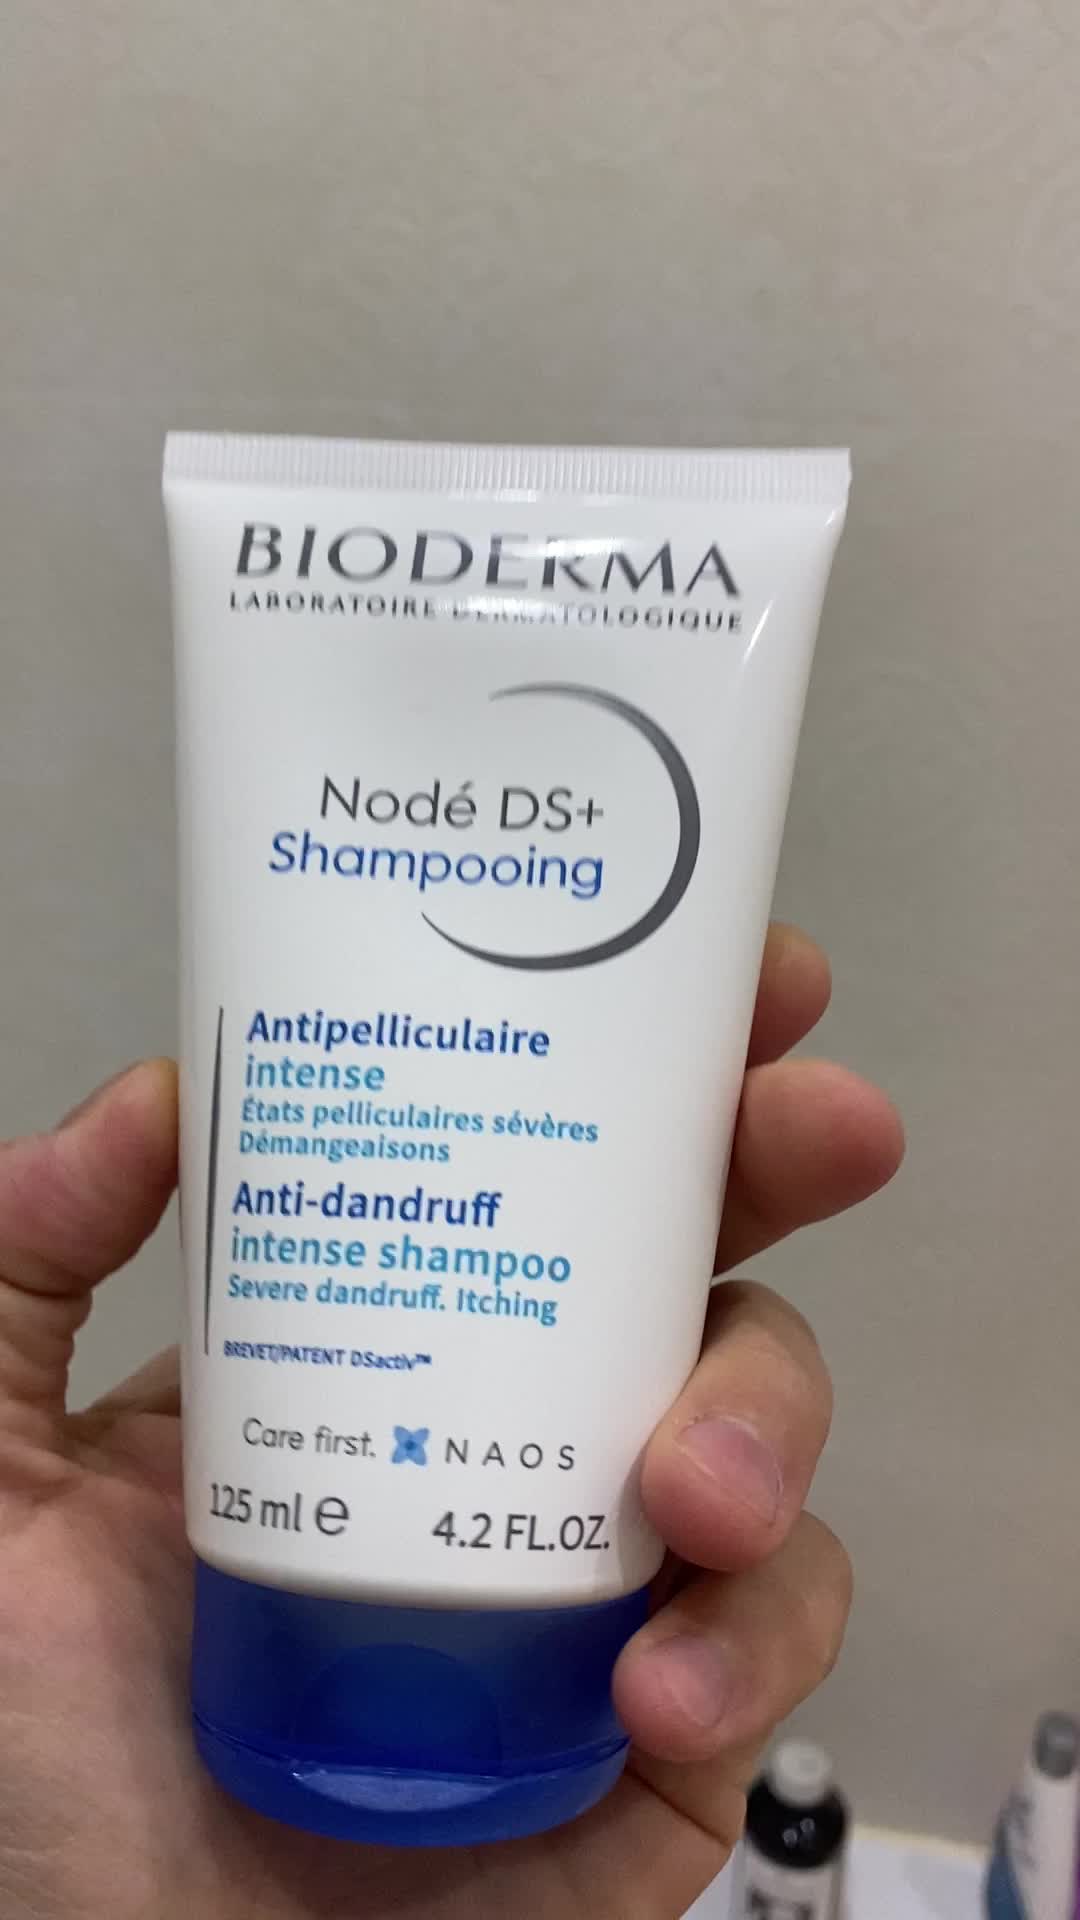 BIODERMA
LABORATOIRE DERMATOLOGIQUE
Nodé DS+
Shampooing
Antipelliculaire
intense
États pelliculaires sévères
Démangeaisons
Anti-dandruff
intense shampoo
Severe dandruff. Itching
BREVET/PATENT DSactiv™
Care first. NAOS
125 ml e 4.2 FL.OZ.